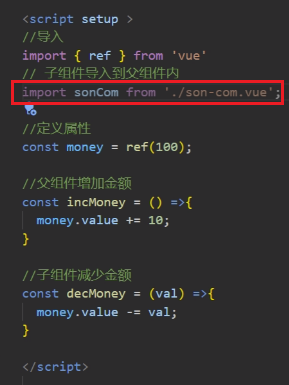 <script setup >
//导入
import { ref } from 'vue'
// 子组件导入到父组件内
import sonCom from './son-com.vue';
//定义属性
const money = ref(100);
//父组件增加金额
const incMoney = () =>{
money.value += 10;
}
//子组件减少金额
const decMoney = (val) =>{
money.value -= val;
}
</script>